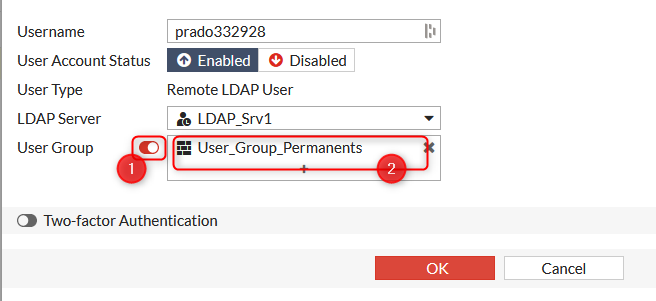 Username prado332928
User Account Status Enabled Disabled
User Type Remote LDAP User
LDAP Server LDAP_Srv1
User Group User_Group_Permanents
1 + 2
Two-factor Authentication
OK Cancel